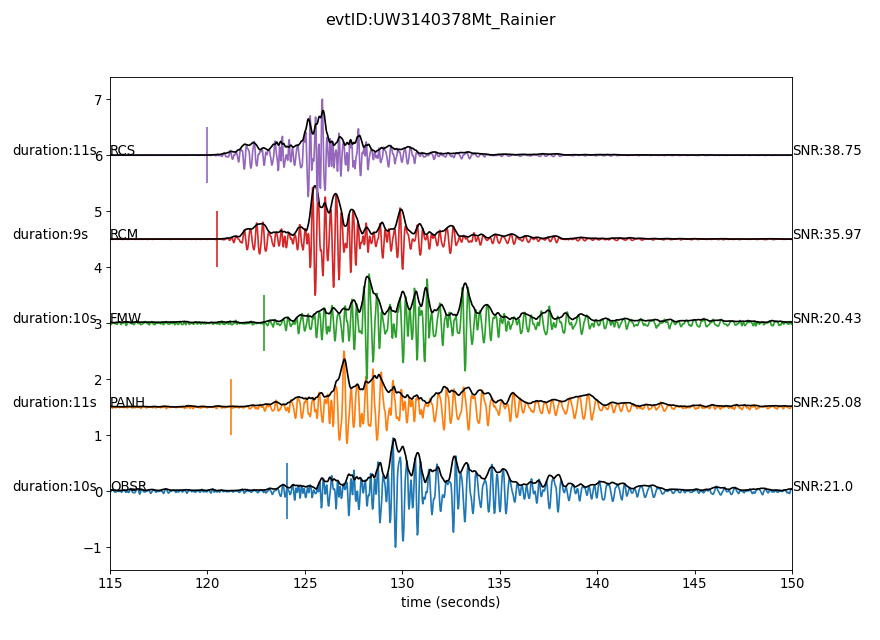 evtID:UW3140378Mt_Rainier
7
duration:11s 6 RCS SNR:38.75
5
duration:9s RCM SNR:35.97
4
duration:10s 3 FMW SNR:20.43
2
duration:11s PANH SNR:25.08
1
duration:10s 0 OBSR SNR:21.0
−1
115 120 125 130 135 140 145 150
time (seconds)